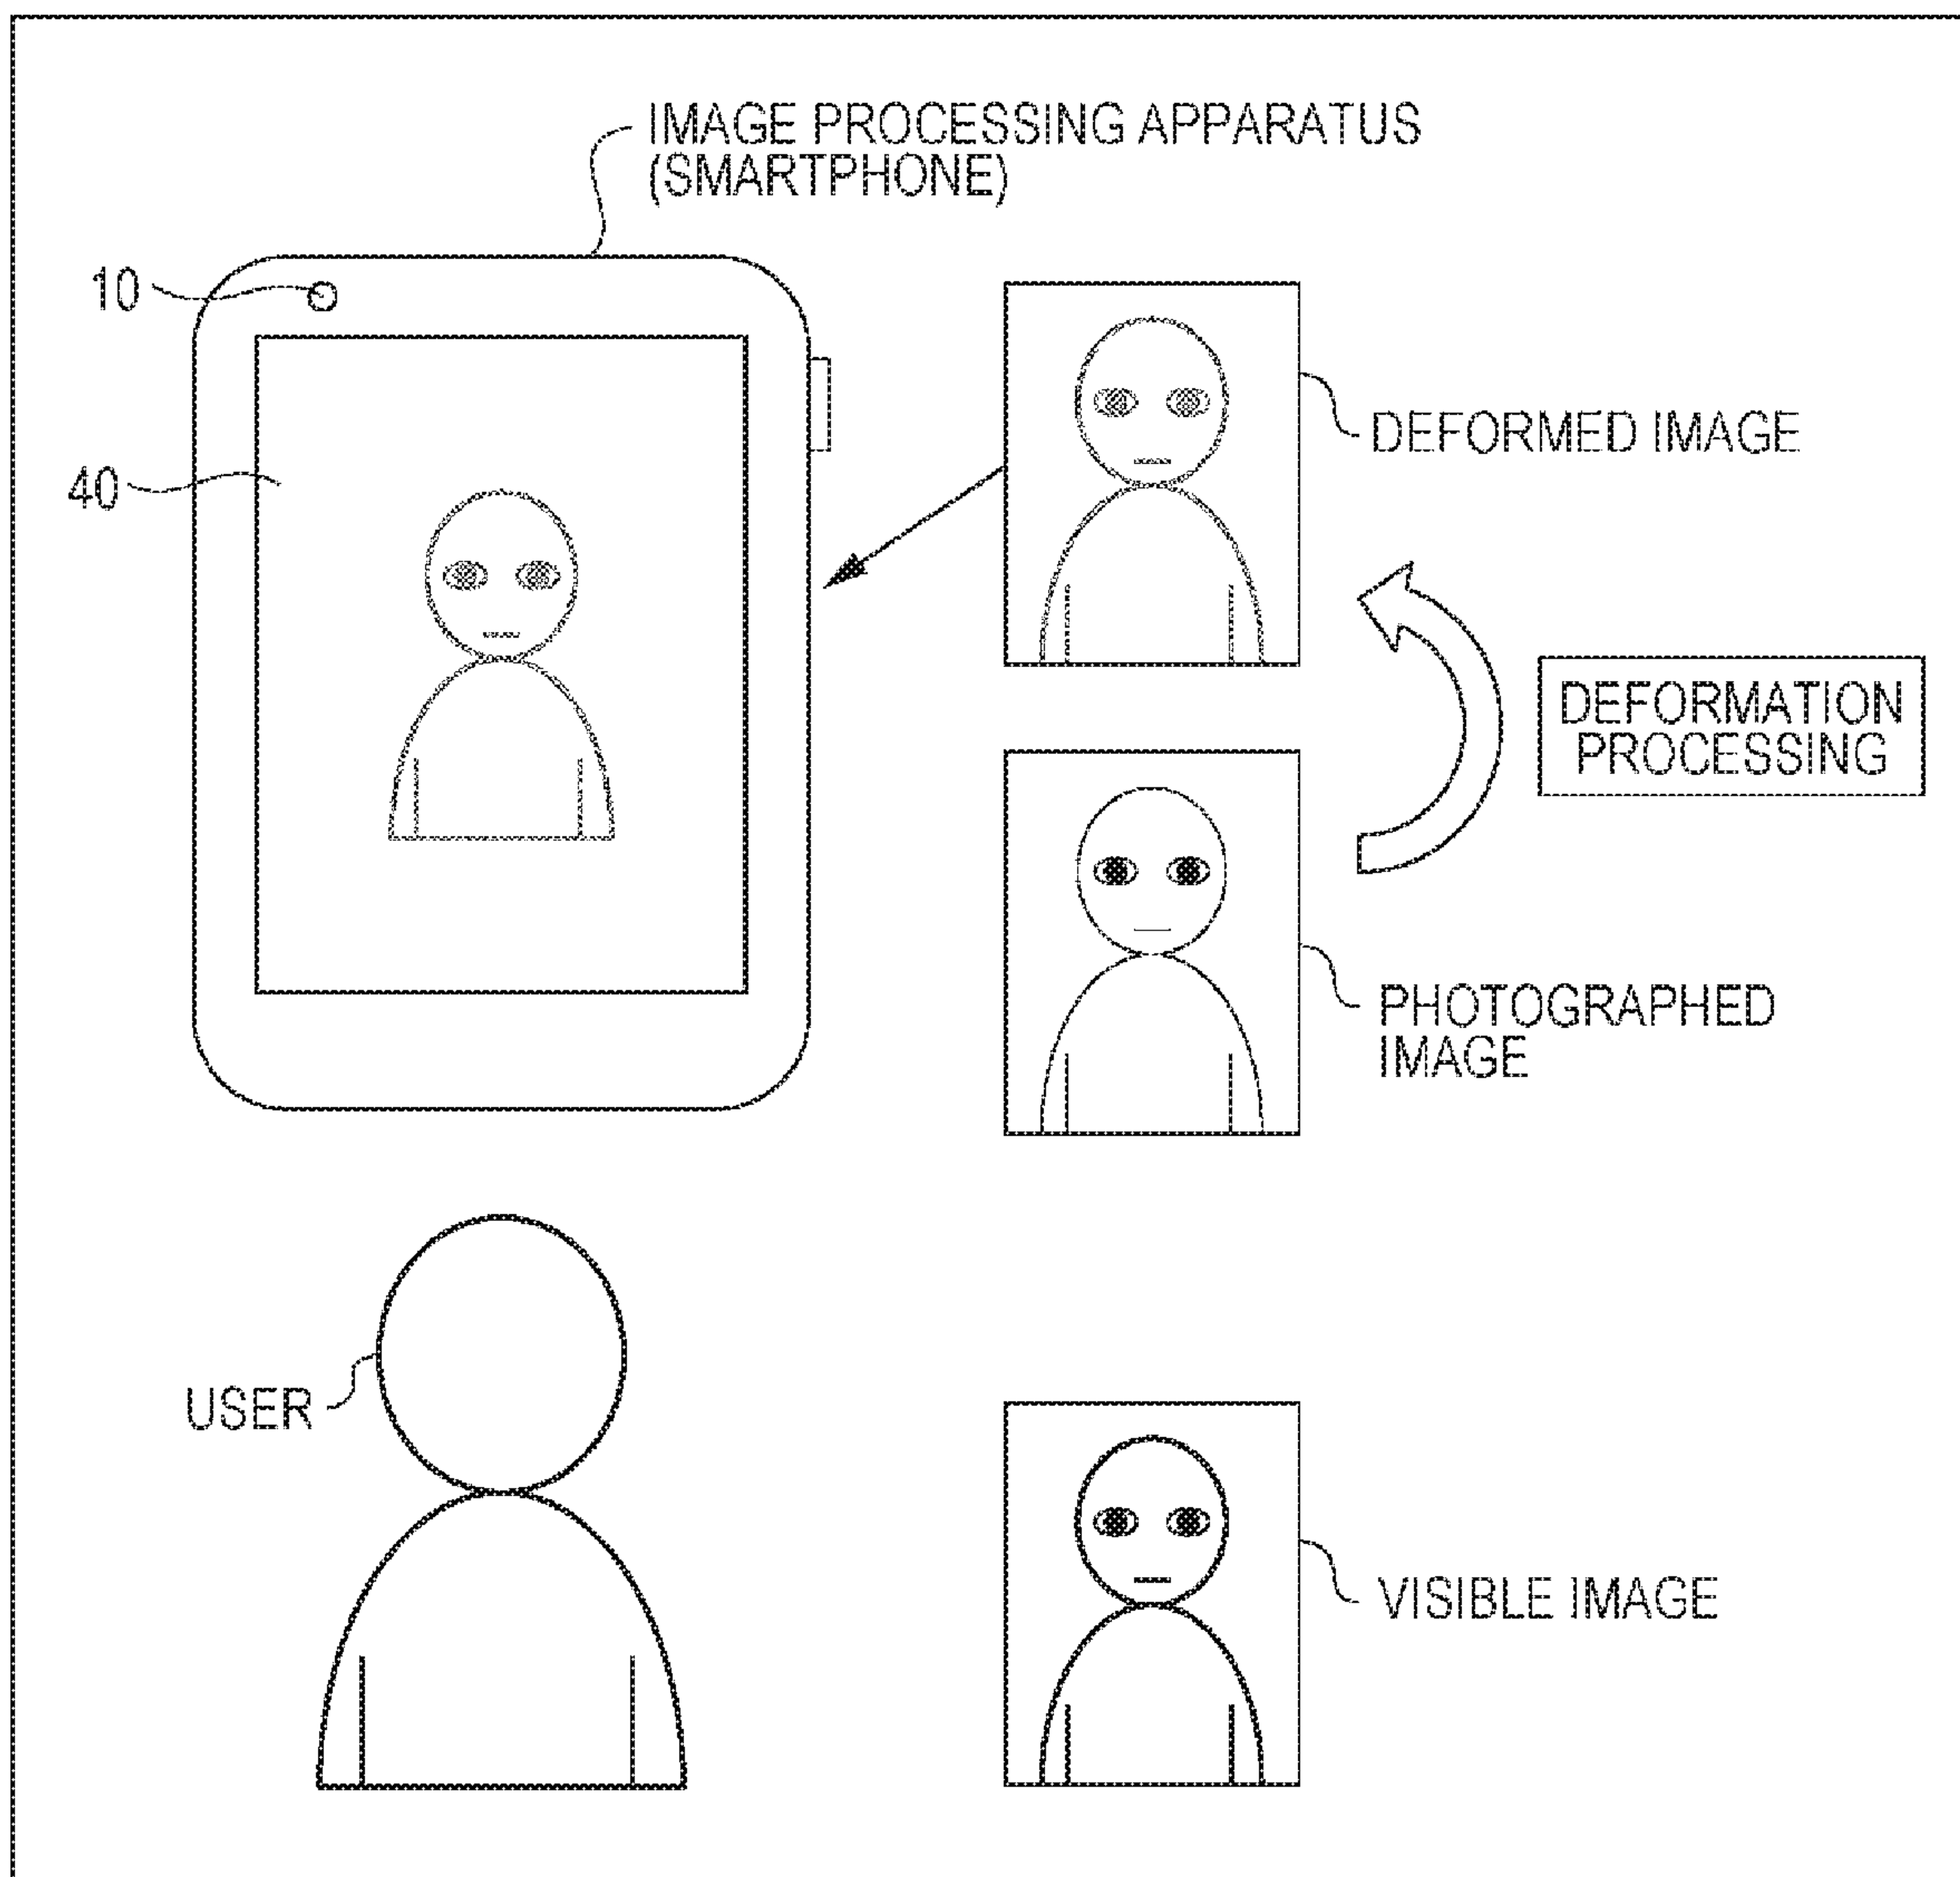 IMAGE PROCESSING APPARATUS
(SMARTPHONE)
10
40
DEFORMED IMAGE
DEFORMATION
PROCESSING
PHOTOGRAPHED
IMAGE
USER
VISIBLE IMAGE